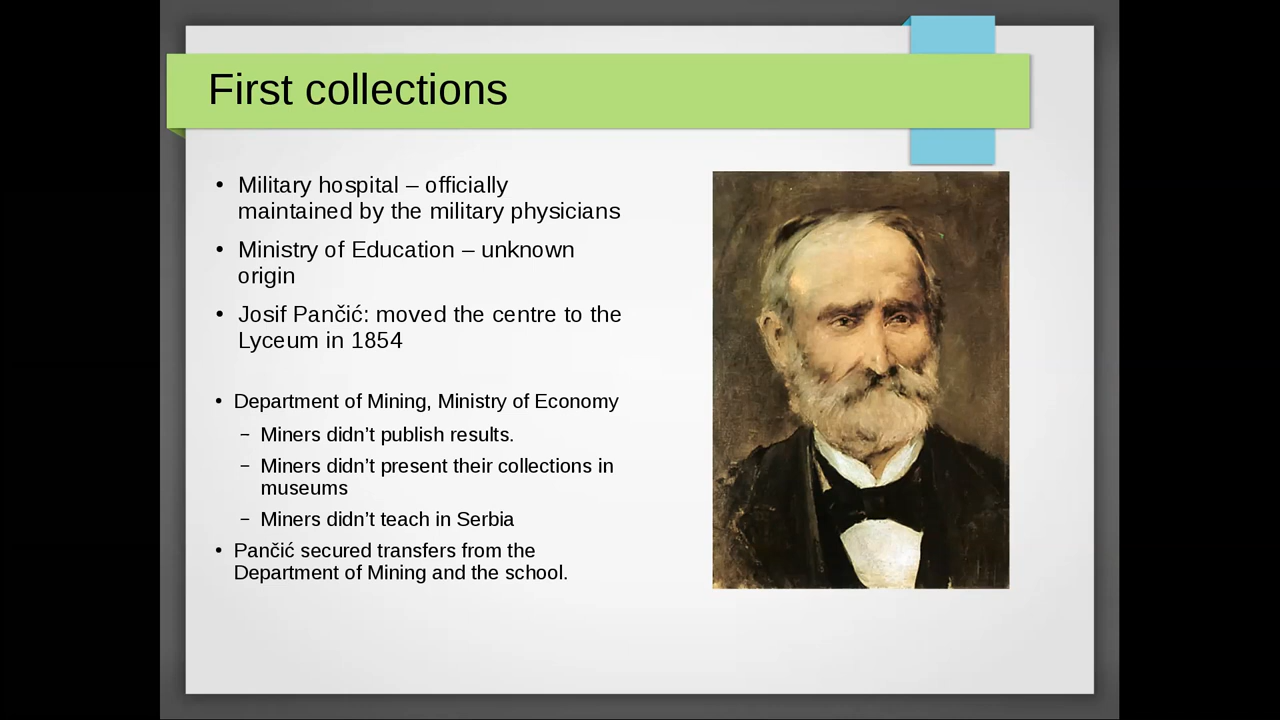 First collections
• Military hospital – officially
maintained by the military physicians
• Ministry of Education – unknown
origin
• Josif Pančić: moved the centre to the
Lyceum in 1854
• Department of Mining, Ministry of Economy
– Miners didn’t publish results.
– Miners didn’t present their collections in
museums
– Miners didn’t teach in Serbia
• Pančić secured transfers from the
Department of Mining and the school.